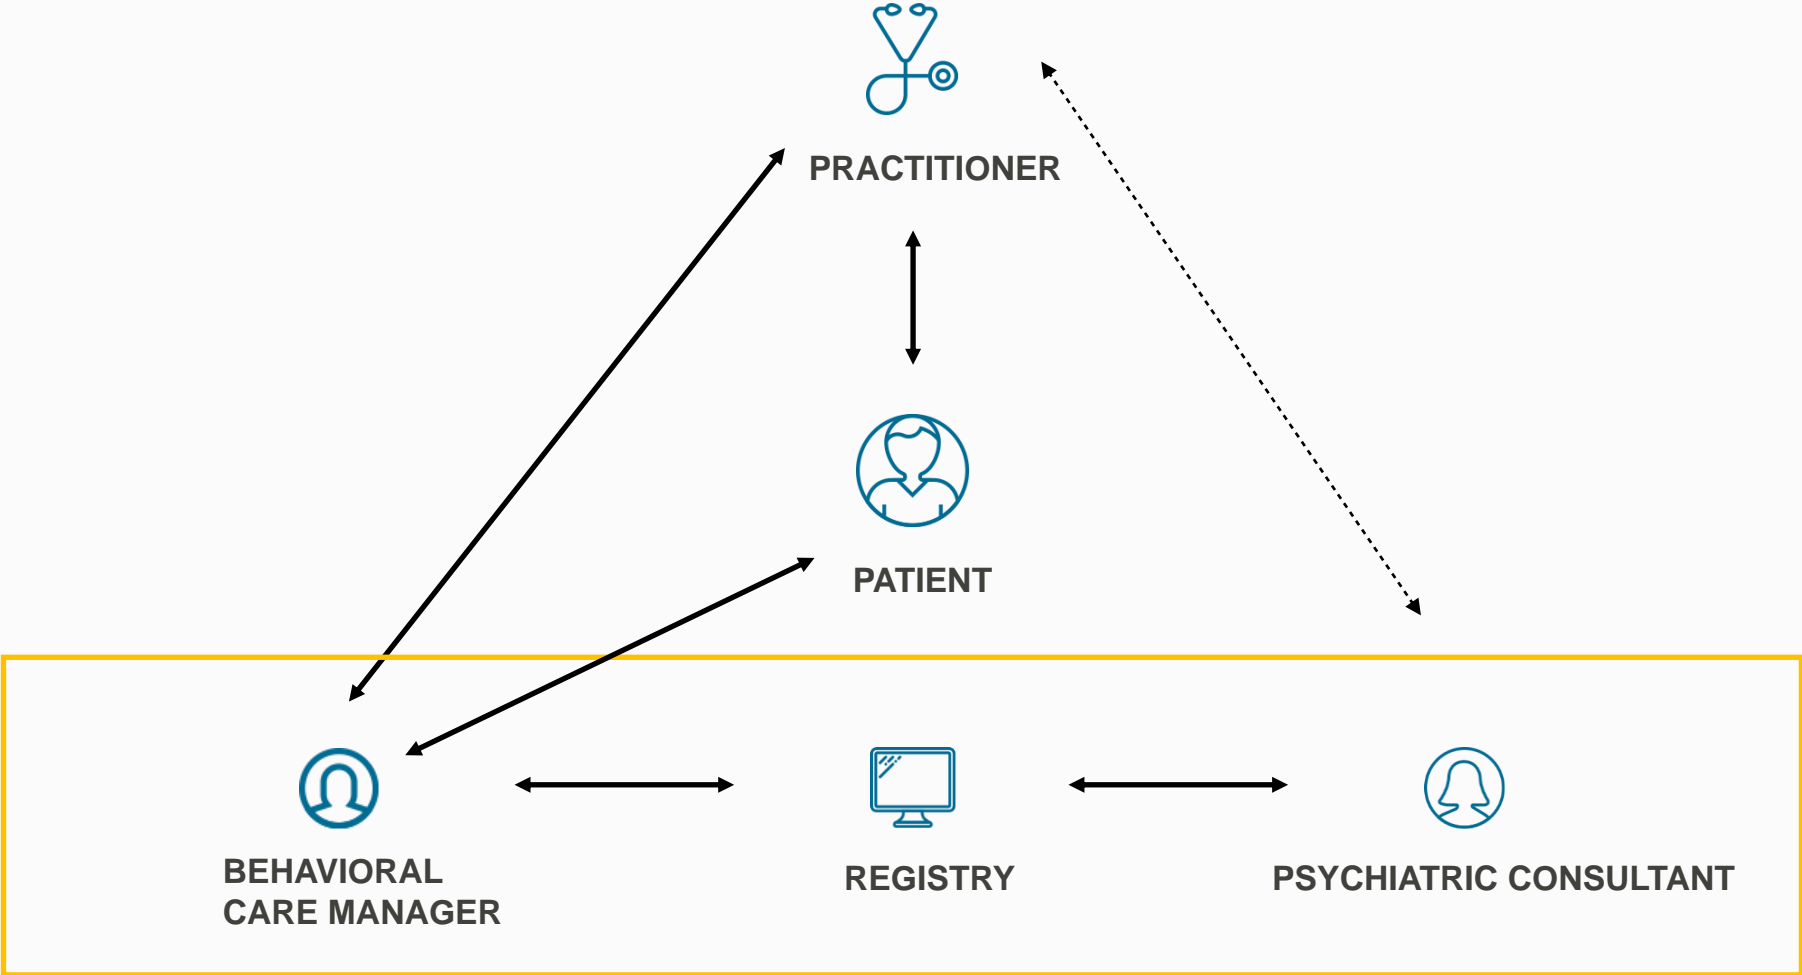 PRACTITIONER
PATIENT
BEHAVIORAL
CARE MANAGER
REGISTRY
PSYCHIATRIC CONSULTANT